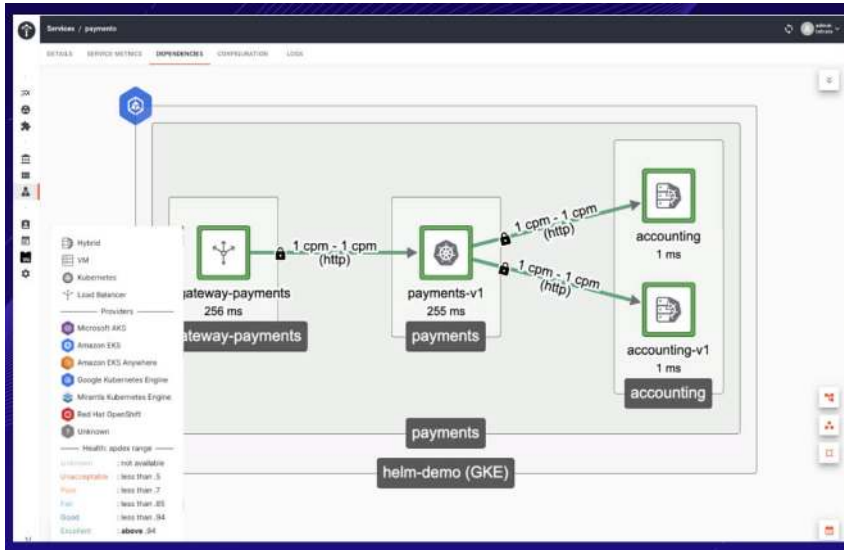 Services / payments
DETAILS SERVICE METRICS DEPENDENCIES CONFIGURATION LOGS
1 cpm - 1 cpm
(http)
accounting
1 ms
1 cpm - 1 cpm
(http)
1 cpm - 1 cpm
(http)
gateway-payments
256 ms
gateway-payments
payments-v1
255 ms
payments
accounting-v1
1 ms
accounting
payments
helm-demo (GKE)
Hybrid
VM
Kubernetes
Load Balancer
Providers
Microsoft AKS
Amazon EKS
Amazon EKS Anywhere
Google Kubernetes Engine
Mirantis Kubernetes Engine
Red Hat OpenShift
Unknown
Health: apdex range
Unknown : not available
Unacceptable : less than .5
Poor : less than .7
Fair : less than .85
Good : less than .94
Excellent : above .94